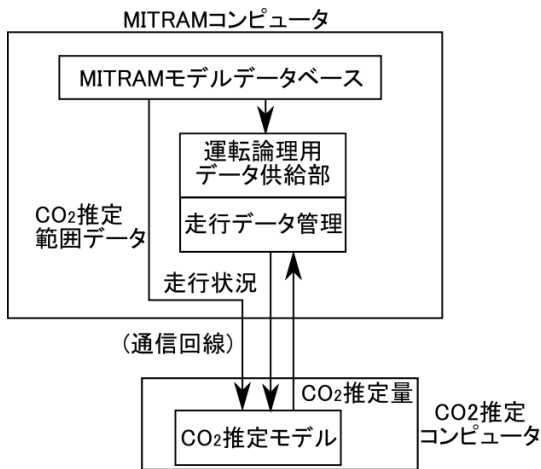 MITRAMコンピュータ
MITRAMモデルデータベース
運転論理用
データ供給部
走行データ管理
CO₂推定
範囲データ
走行状況
(通信回線)
CO₂推定量
CO₂推定モデル
CO2推定
コンピュータ